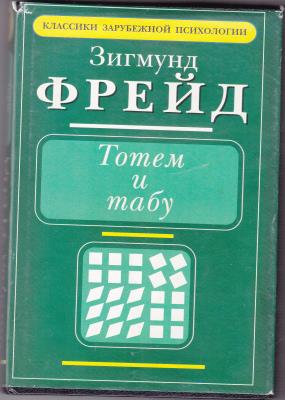 КЛАССИКИ ЗАРУБЕЖНОЙ ПСИХОЛОГИИ
Зигмунд
ФРЕЙД
Тотем
и
табу